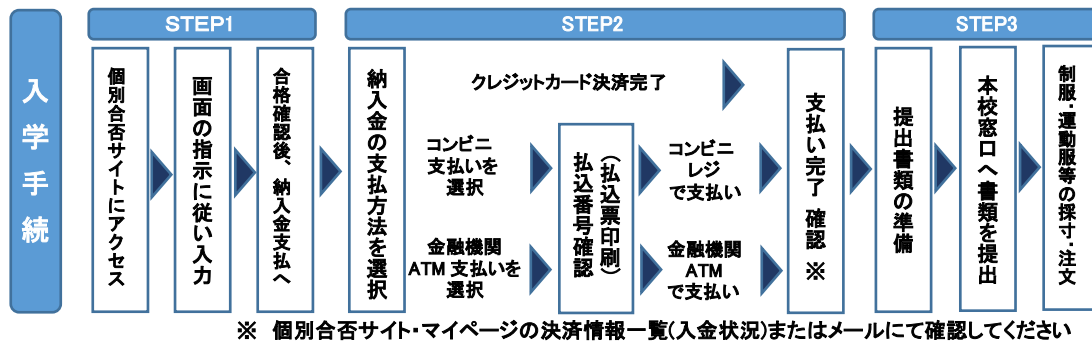 入学手続
STEP1
個別合否サイトにアクセス
画面の指示に従い入力
合格確認後、納入金支払へ
STEP2
納入金の支払方法を選択
クレジットカード決済完了
コンビニ
支払いを
選択
金融機関
ATM 支払いを
選択
払込番号確認
(払込票印刷)
コンビニ
レジ
で支払い
金融機関
ATM
で支払い
支払い完了 確認 ※
STEP3
提出書類の準備
本校窓口へ書類を提出
制服・運動服等の採寸・注文
※ 個別合否サイト・マイページの決済情報一覧(入金状況)またはメールにて確認してください